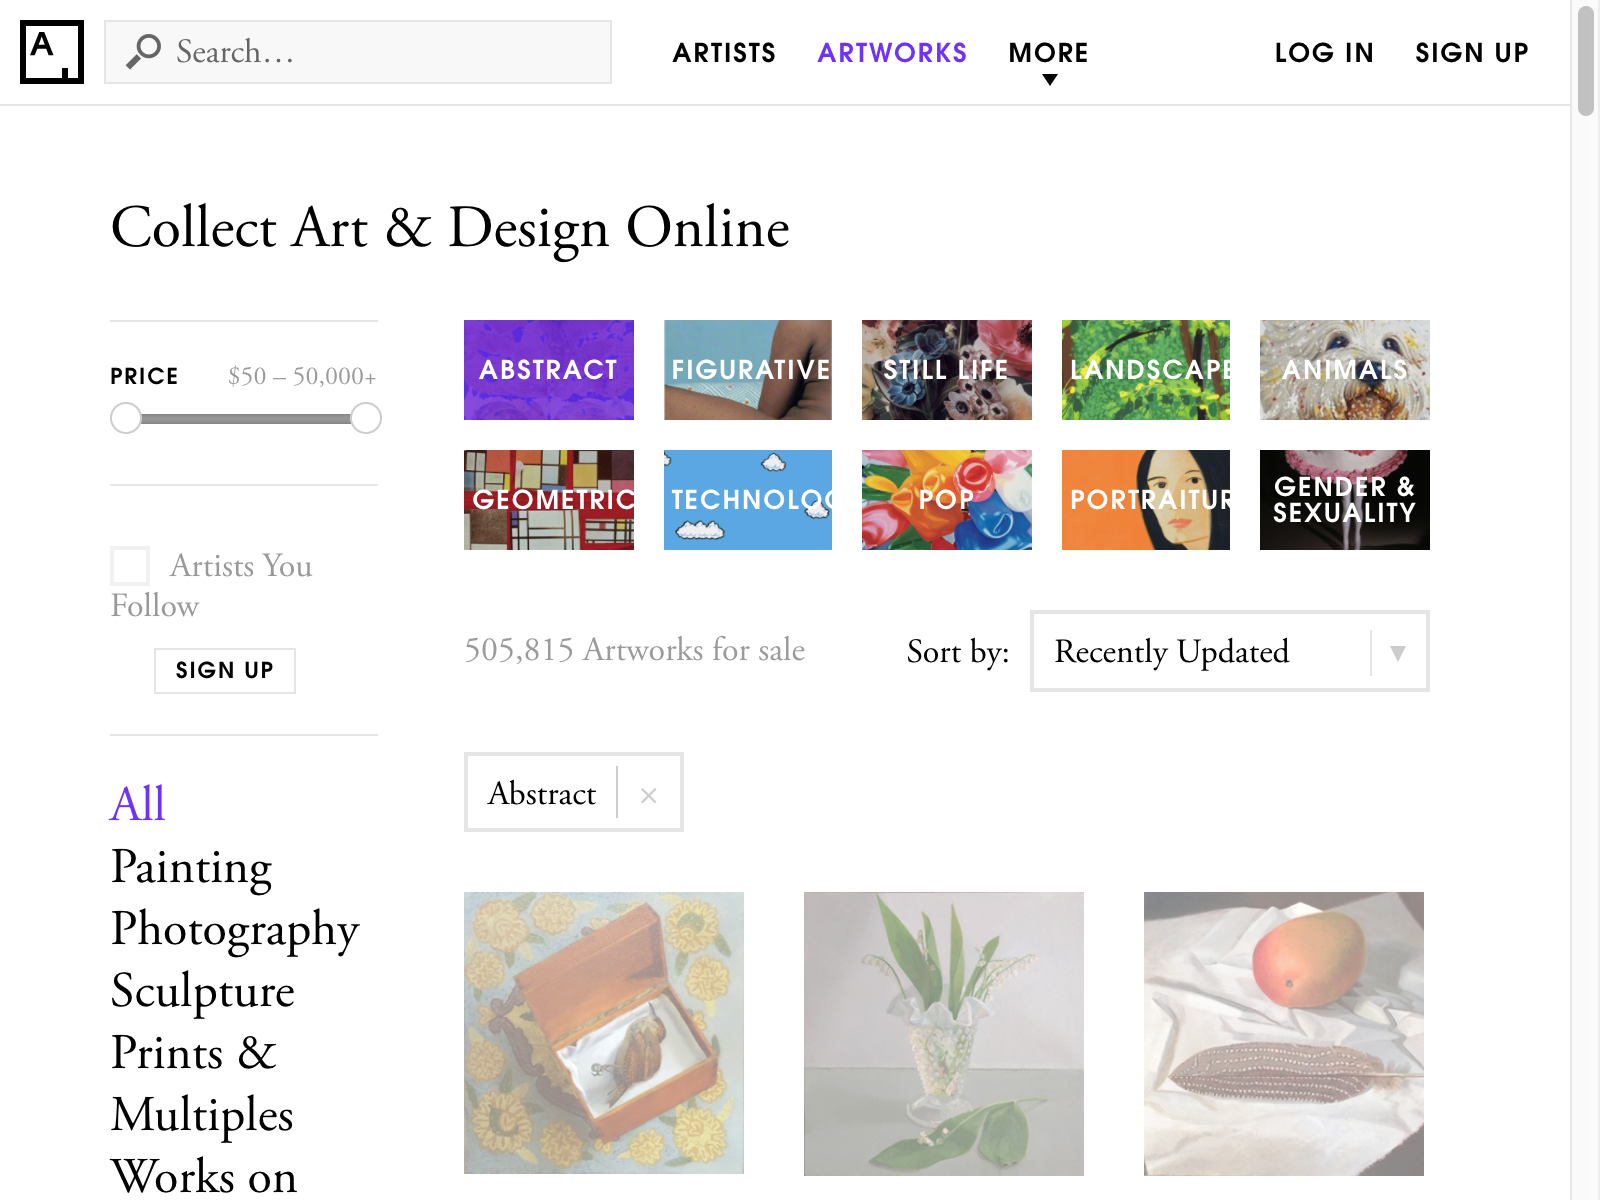 A
Search...
ARTISTS
ARTWORKS
MORE
LOG IN
SIGN UP
Collect Art & Design Online
PRICE
$50 – 50,000+
ABSTRACT
FIGURATIVE
STILL LIFE
LANDSCAPE
ANIMALS
GEOMETRIC
TECHNOLOG
POP
PORTRAITUR
GENDER &
SEXUALITY
Artists You
Follow
SIGN UP
505,815 Artworks for sale
Sort by:
Recently Updated
Abstract
All
Painting
Photography
Sculpture
Prints &
Multiples
Works on